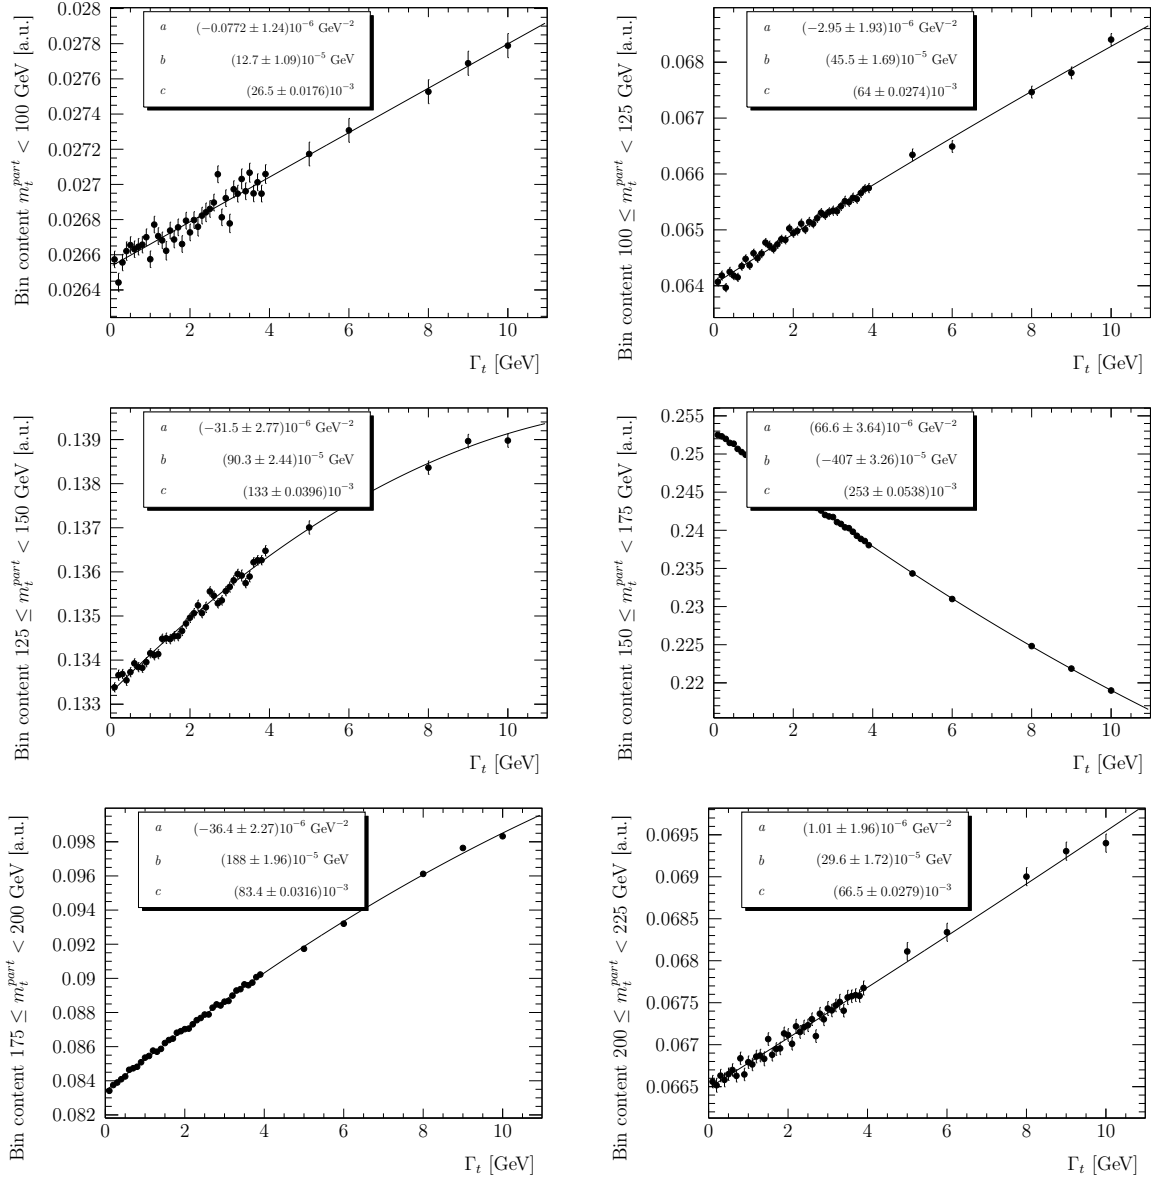 Bin content m_t^{part} < 100 GeV [a.u.]
0.028
0.0278
0.0276
0.0274
0.0272
0.027
0.0268
0.0266
0.0264
a (−0.0772 ± 1.24)10^{−6} GeV^{−2}
b (12.7 ± 1.09)10^{−5} GeV
c (26.5 ± 0.0176)10^{−3}
0 2 4 6 8 10
Γ_t [GeV]
Bin content 100 ≤ m_t^{part} < 125 GeV [a.u.]
0.068
0.067
0.066
0.065
0.064
a (−2.95 ± 1.93)10^{−6} GeV^{−2}
b (45.5 ± 1.69)10^{−5} GeV
c (64 ± 0.0274)10^{−3}
0 2 4 6 8 10
Γ_t [GeV]
Bin content 125 ≤ m_t^{part} < 150 GeV [a.u.]
0.139
0.138
0.137
0.136
0.135
0.134
0.133
a (−31.5 ± 2.77)10^{−6} GeV^{−2}
b (90.3 ± 2.44)10^{−5} GeV
c (133 ± 0.0396)10^{−3}
0 2 4 6 8 10
Γ_t [GeV]
Bin content 150 ≤ m_t^{part} < 175 GeV [a.u.]
0.255
0.25
0.245
0.24
0.235
0.23
0.225
0.22
a (66.6 ± 3.64)10^{−6} GeV^{−2}
b (−407 ± 3.26)10^{−5} GeV
c (253 ± 0.0538)10^{−3}
0 2 4 6 8 10
Γ_t [GeV]
Bin content 175 ≤ m_t^{part} < 200 GeV [a.u.]
0.098
0.096
0.094
0.092
0.09
0.088
0.086
0.084
0.082
a (−36.4 ± 2.27)10^{−6} GeV^{−2}
b (188 ± 1.96)10^{−5} GeV
c (83.4 ± 0.0316)10^{−3}
0 2 4 6 8 10
Γ_t [GeV]
Bin content 200 ≤ m_t^{part} < 225 GeV [a.u.]
0.0695
0.069
0.0685
0.068
0.0675
0.067
0.0665
a (1.01 ± 1.96)10^{−6} GeV^{−2}
b (29.6 ± 1.72)10^{−5} GeV
c (66.5 ± 0.0279)10^{−3}
0 2 4 6 8 10
Γ_t [GeV]